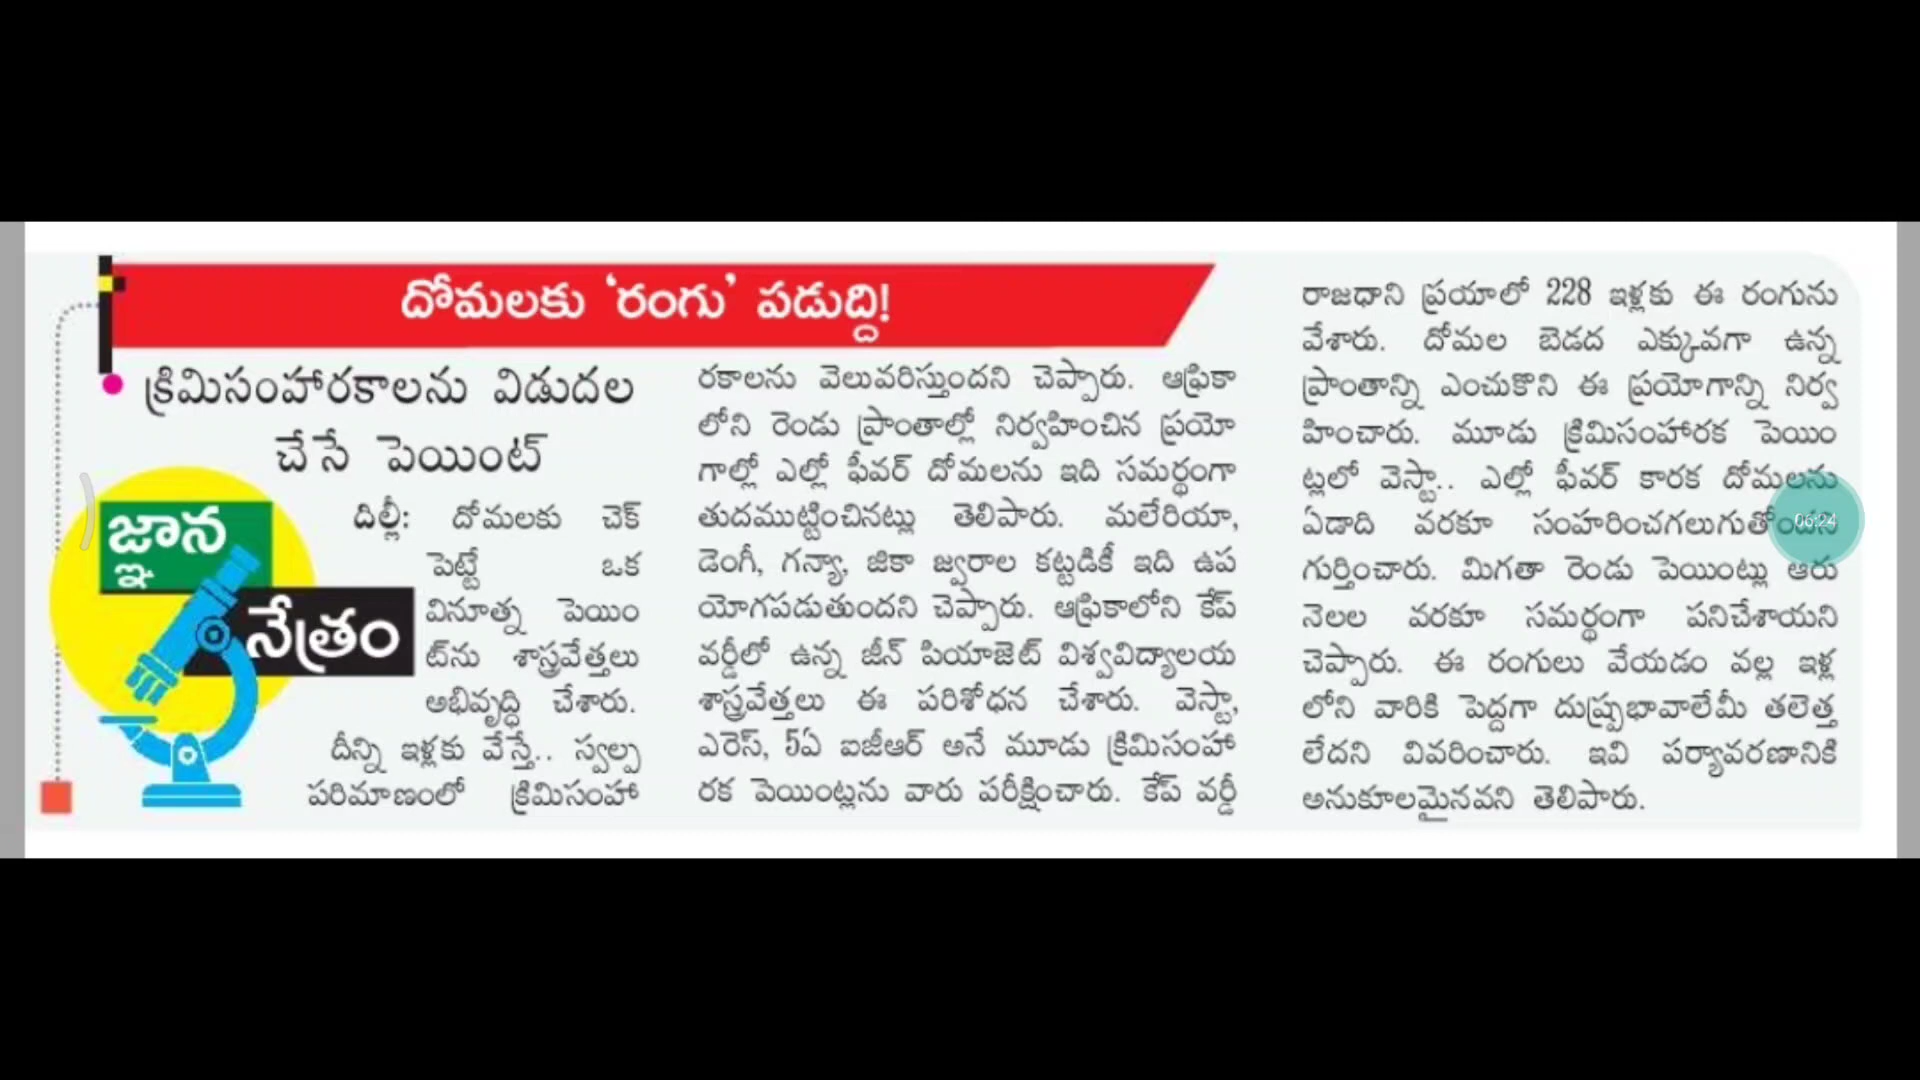 దోమలకు ‘రంగు’ పడుద్ది!
క్రిమిసంహారకాలను విడుదల
చేసే పెయింట్
జ్ఞాన
నేత్రం
దిల్లీ: దోమలకు చెక్
పెట్టే ఒక
వినూత్న పెయిం
ట్‌ను శాస్త్రవేత్తలు
అభివృద్ధి చేశారు.
దీన్ని ఇళ్లకు వేస్తే.. స్వల్ప
పరిమాణంలో క్రిమిసంహా
రకాలను వెలువరిస్తుందని చెప్పారు. ఆఫ్రికా
లోని రెండు ప్రాంతాల్లో నిర్వహించిన ప్రయో
గాల్లో ఎల్లో ఫీవర్ దోమలను ఇది సమర్థంగా
తుదముట్టించినట్లు తెలిపారు. మలేరియా,
డెంగీ, గన్యా, జికా జ్వరాల కట్టడికీ ఇది ఉప
యోగపడుతుందని చెప్పారు. ఆఫ్రికాలోని కేప్
వర్డీలో ఉన్న జీన్ పియాజెట్ విశ్వవిద్యాలయ
శాస్త్రవేత్తలు ఈ పరిశోధన చేశారు. వెస్టా,
ఎరెస్, 5ఏ ఐజీఆర్ అనే మూడు క్రిమిసంహా
రక పెయింట్లను వారు పరీక్షించారు. కేప్ వర్డీ
రాజధాని ప్రయాలో 228 ఇళ్లకు ఈ రంగును
వేశారు. దోమల బెడద ఎక్కువగా ఉన్న
ప్రాంతాన్ని ఎంచుకొని ఈ ప్రయోగాన్ని నిర్వ
హించారు. మూడు క్రిమిసంహారక పెయిం
ట్లలో వెస్టా.. ఎల్లో ఫీవర్ కారక దోమలను
ఏడాది వరకూ సంహరించగలుగుతోందని
గుర్తించారు. మిగతా రెండు పెయింట్లు ఆరు
నెలల వరకూ సమర్థంగా పనిచేశాయని
చెప్పారు. ఈ రంగులు వేయడం వల్ల ఇళ్ల
లోని వారికి పెద్దగా దుష్ప్రభావాలేమీ తలెత్త
లేదని వివరించారు. ఇవి పర్యావరణానికి
అనుకూలమైనవని తెలిపారు.
06:24